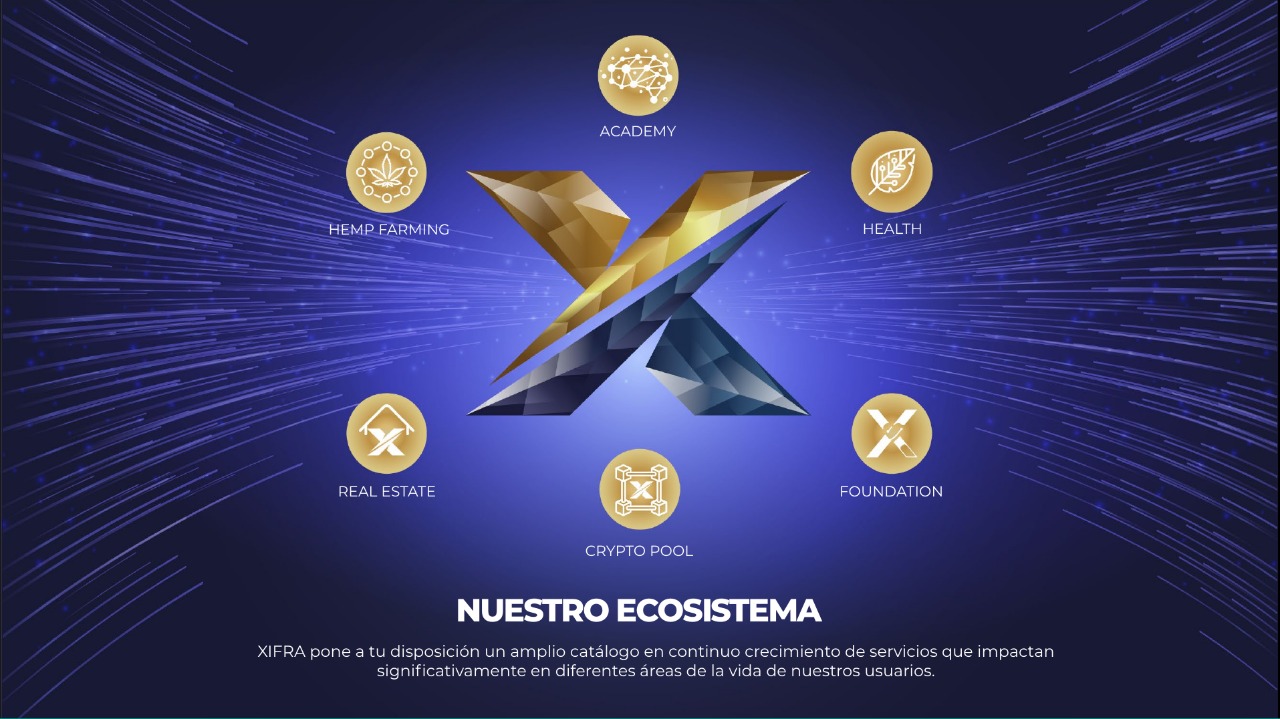 ACADEMY
HEMP FARMING
HEALTH
REAL ESTATE
FOUNDATION
CRYPTO POOL
NUESTRO ECOSISTEMA
XIFRA pone a tu disposición un amplio catálogo en continuo crecimiento de servicios que impactan
significativamente en diferentes áreas de la vida de nuestros usuarios.